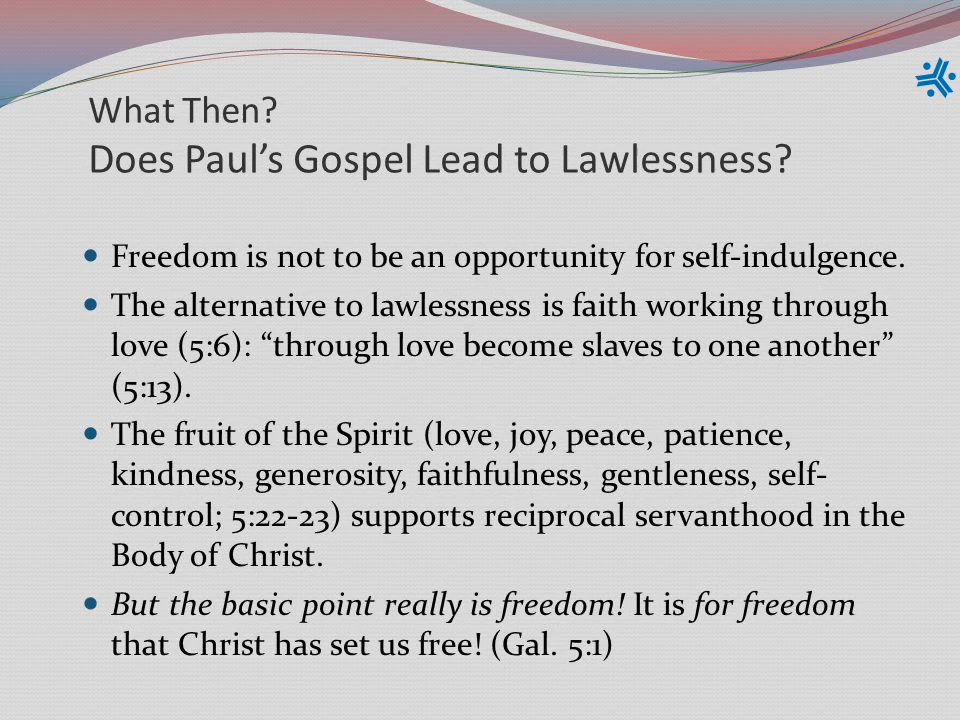 What Then?
Does Paul’s Gospel Lead to Lawlessness?
• Freedom is not to be an opportunity for self-indulgence.
• The alternative to lawlessness is faith working through
love (5:6): “through love become slaves to one another”
(5:13).
• The fruit of the Spirit (love, joy, peace, patience,
kindness, generosity, faithfulness, gentleness, self-
control; 5:22-23) supports reciprocal servanthood in the
Body of Christ.
• But the basic point really is freedom! It is for freedom
that Christ has set us free! (Gal. 5:1)